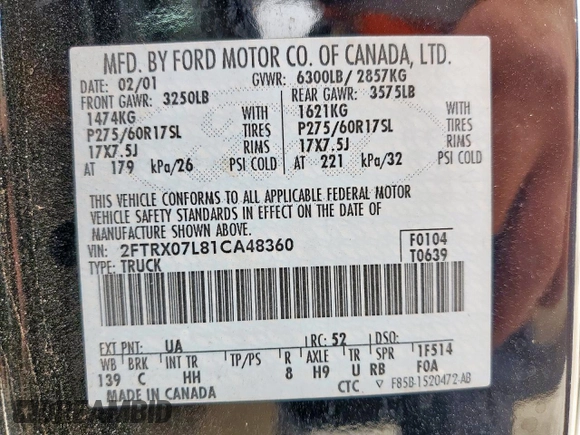 MFD. BY FORD MOTOR CO. OF CANADA, LTD.
DATE: 02/01 GVWR: 6300LB/ 2857KG
FRONT GAWR: 3250LB REAR GAWR: 3575LB
1474KG WITH 1621KG WITH
P275/60R17SL TIRES P275/60R17SL TIRES
17X7.5J RIMS 17X7.5J RIMS
AT 179 kPa/26 PSI COLD AT 221 kPa/32 PSI COLD
THIS VEHICLE CONFORMS TO ALL APPLICABLE FEDERAL MOTOR
VEHICLE SAFETY STANDARDS IN EFFECT ON THE DATE OF
MANUFACTURE SHOWN ABOVE.
VIN: 2FTRX07L81CA48360 F0104
TYPE: TRUCK T0639
EXT PNT: UA RC: 52 DSO:
WB BRK INT TR TP/PS R AXLE TR SPR 1F514
139 C HH 8 H9 U RB F0A
MADE IN CANADA CTC F85B-1520472-AB
DREAMBID